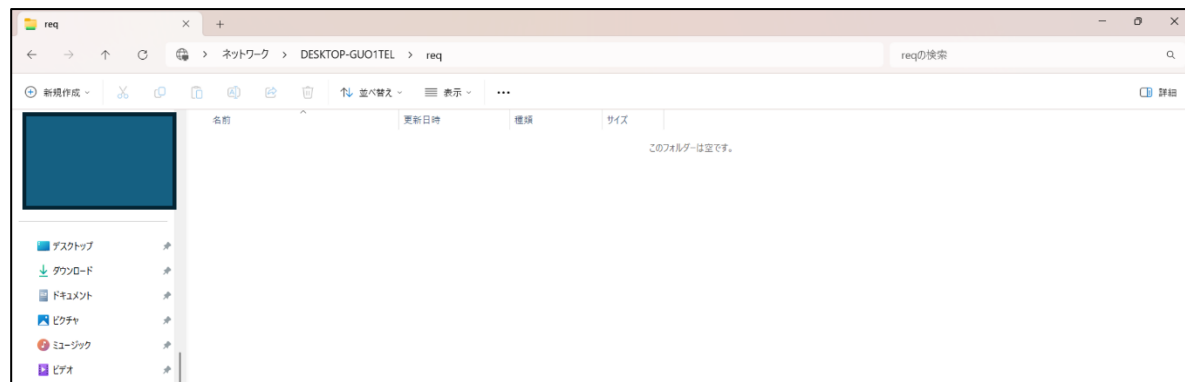 req
ネットワーク > DESKTOP-GUO1TEL > req
reqの検索
新規作成
並べ替え
表示
詳細
名前
更新日時
種類
サイズ
このフォルダーは空です。
デスクトップ
ダウンロード
ドキュメント
ピクチャ
ミュージック
ビデオ